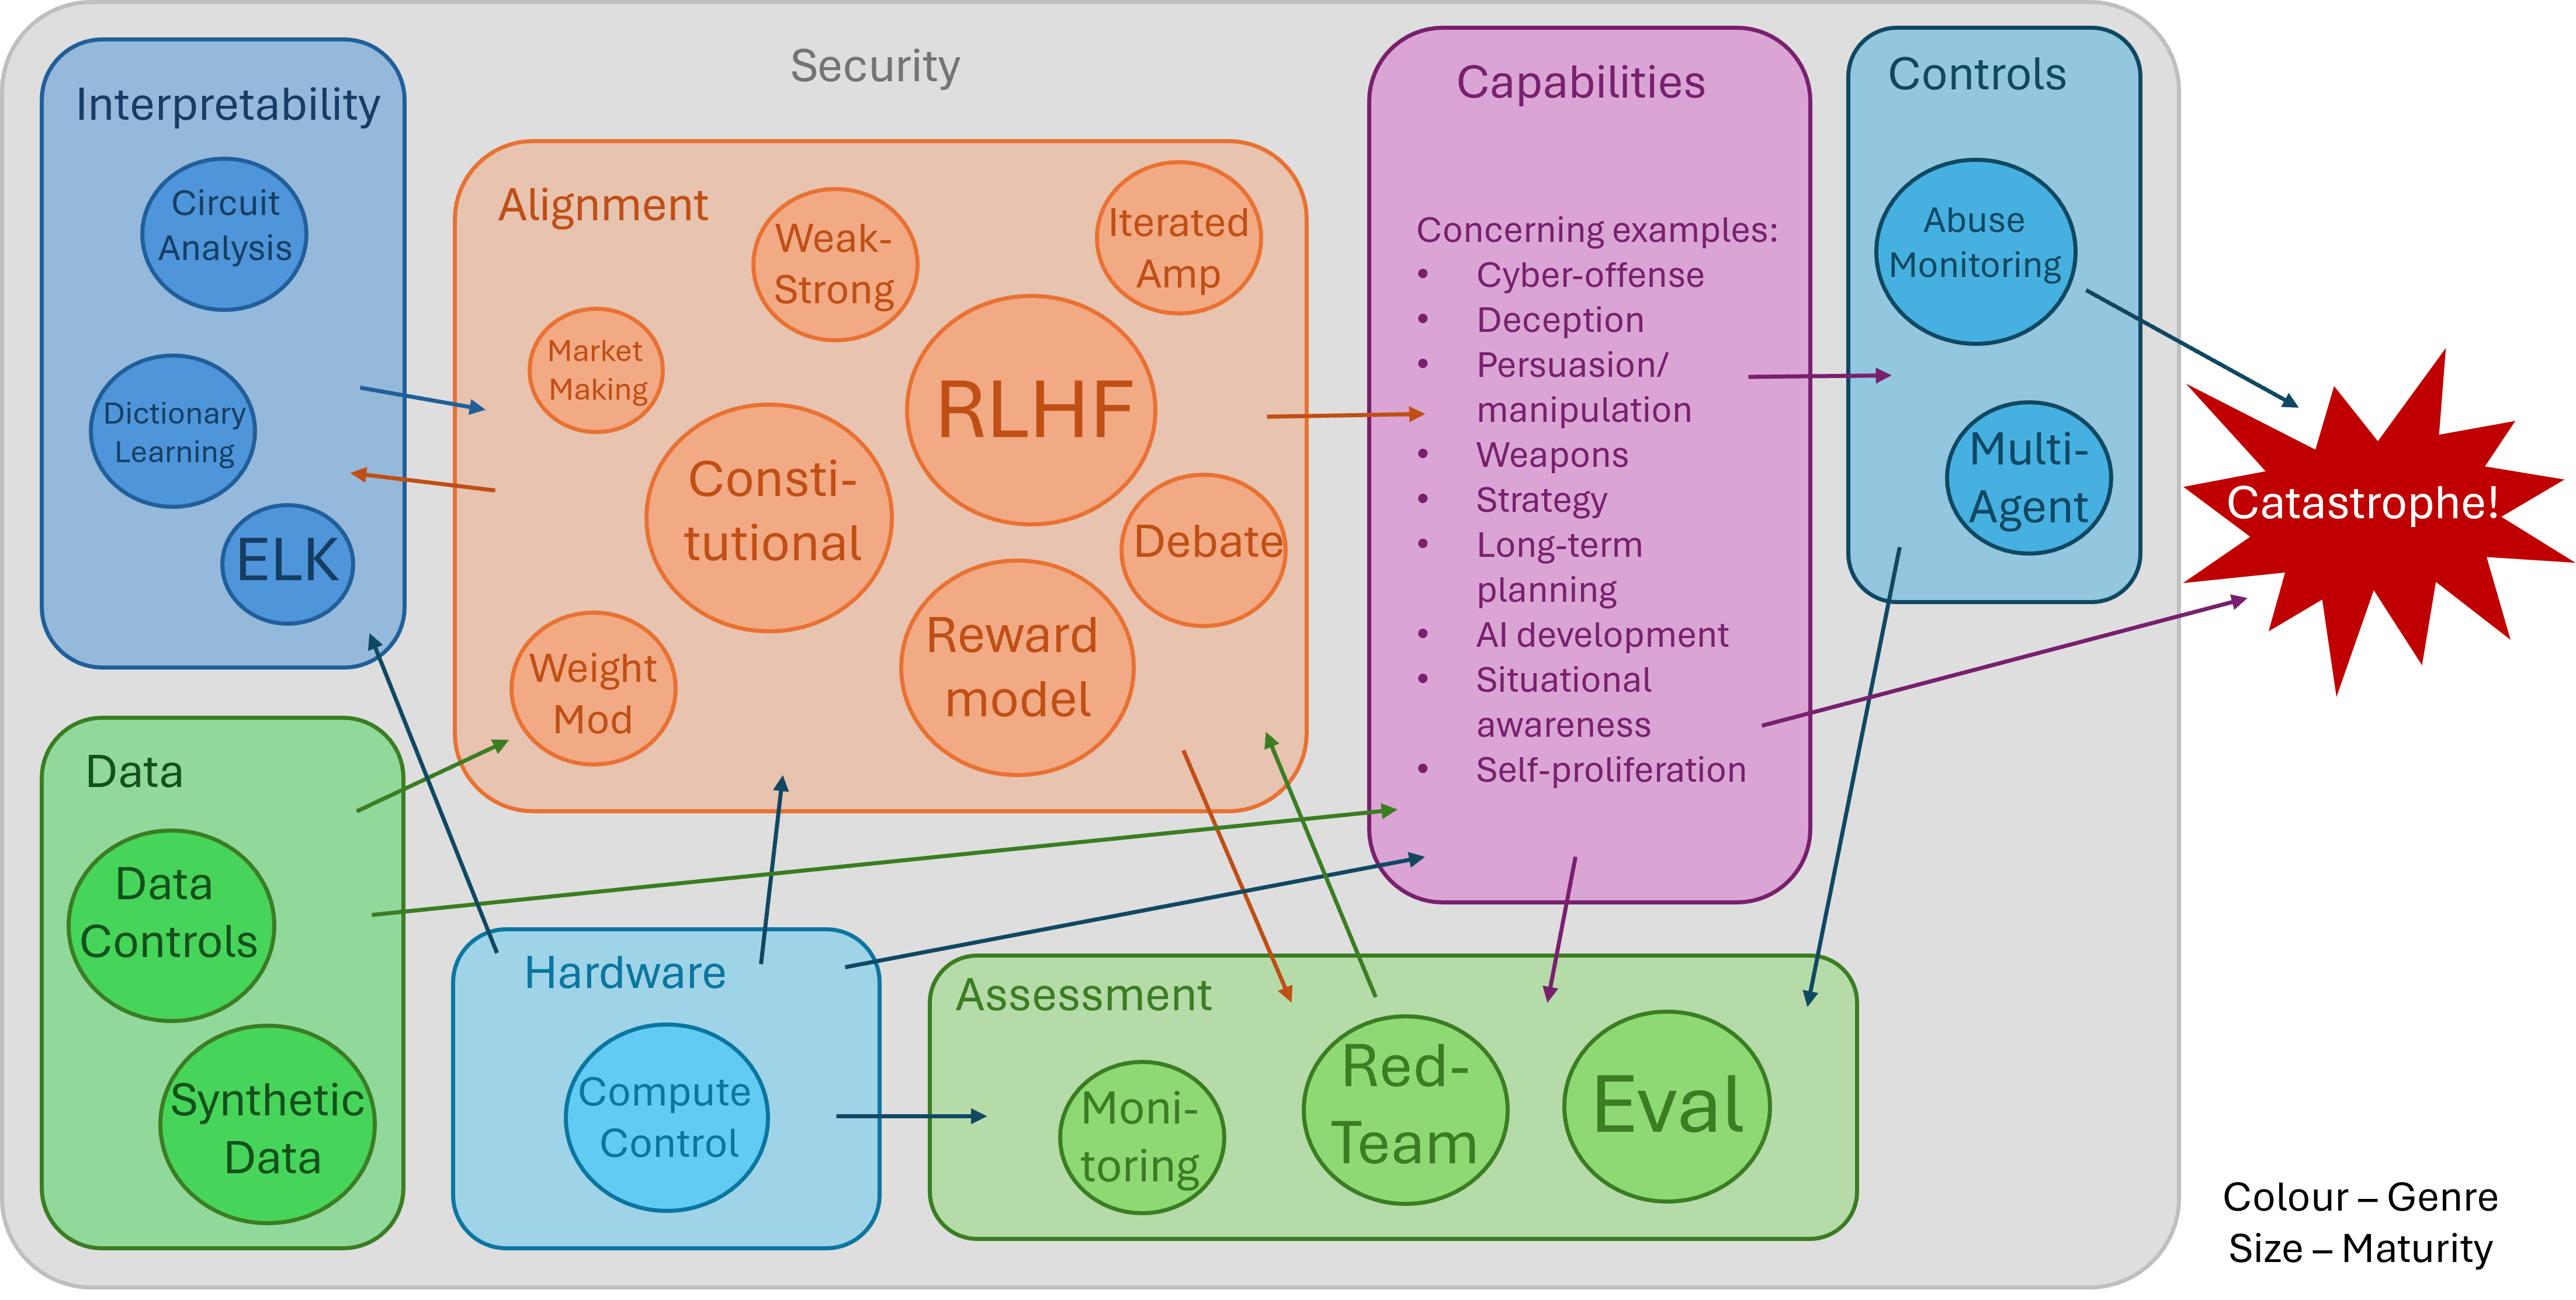 Security
Interpretability
Circuit
Analysis
Dictionary
Learning
ELK
Alignment
Weak-
Strong
Iterated
Amp
Market
Making
RLHF
Consti-
tutional
Debate
Reward
model
Weight
Mod
Capabilities
Concerning examples:
• Cyber-offense
• Deception
• Persuasion/
manipulation
• Weapons
• Strategy
• Long-term
planning
• AI development
• Situational
awareness
• Self-proliferation
Controls
Abuse
Monitoring
Multi-
Agent
Catastrophe!
Data
Data
Controls
Synthetic
Data
Hardware
Compute
Control
Assessment
Moni-
toring
Red-
Team
Eval
Colour – Genre
Size – Maturity